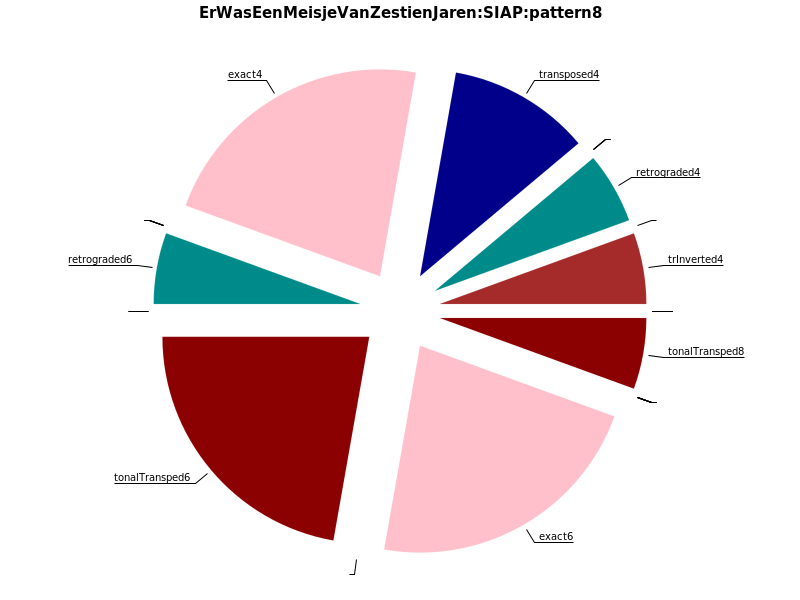 ErWasEenMeisjeVanZestienJaren:SIAP:pattern8
exact4
transposed4
retrograded4
trInverted4
retrograded6
tonalTransped8
tonalTransped6
exact6